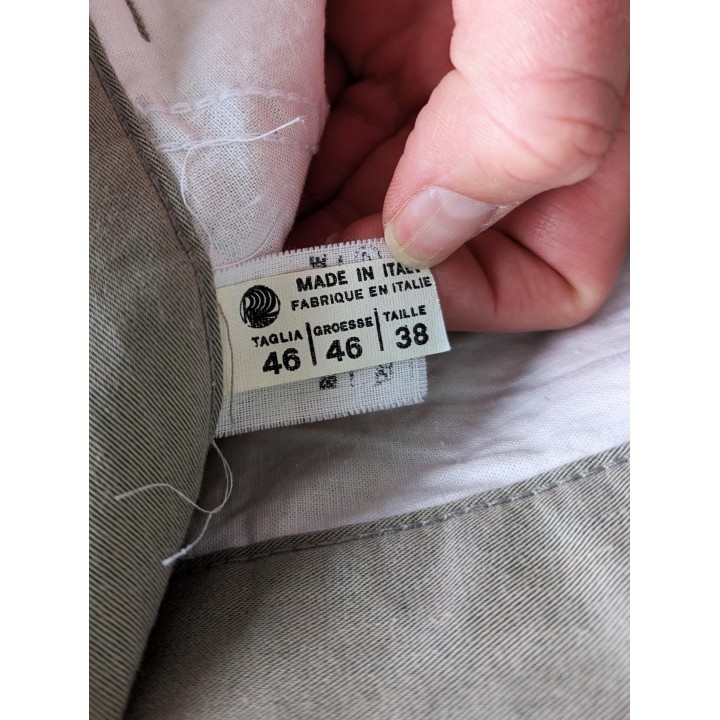 MADE IN ITALY
FABRIQUE EN ITALIE
TAGLIA | GROESSE | TAILLE
46 | 46 | 38